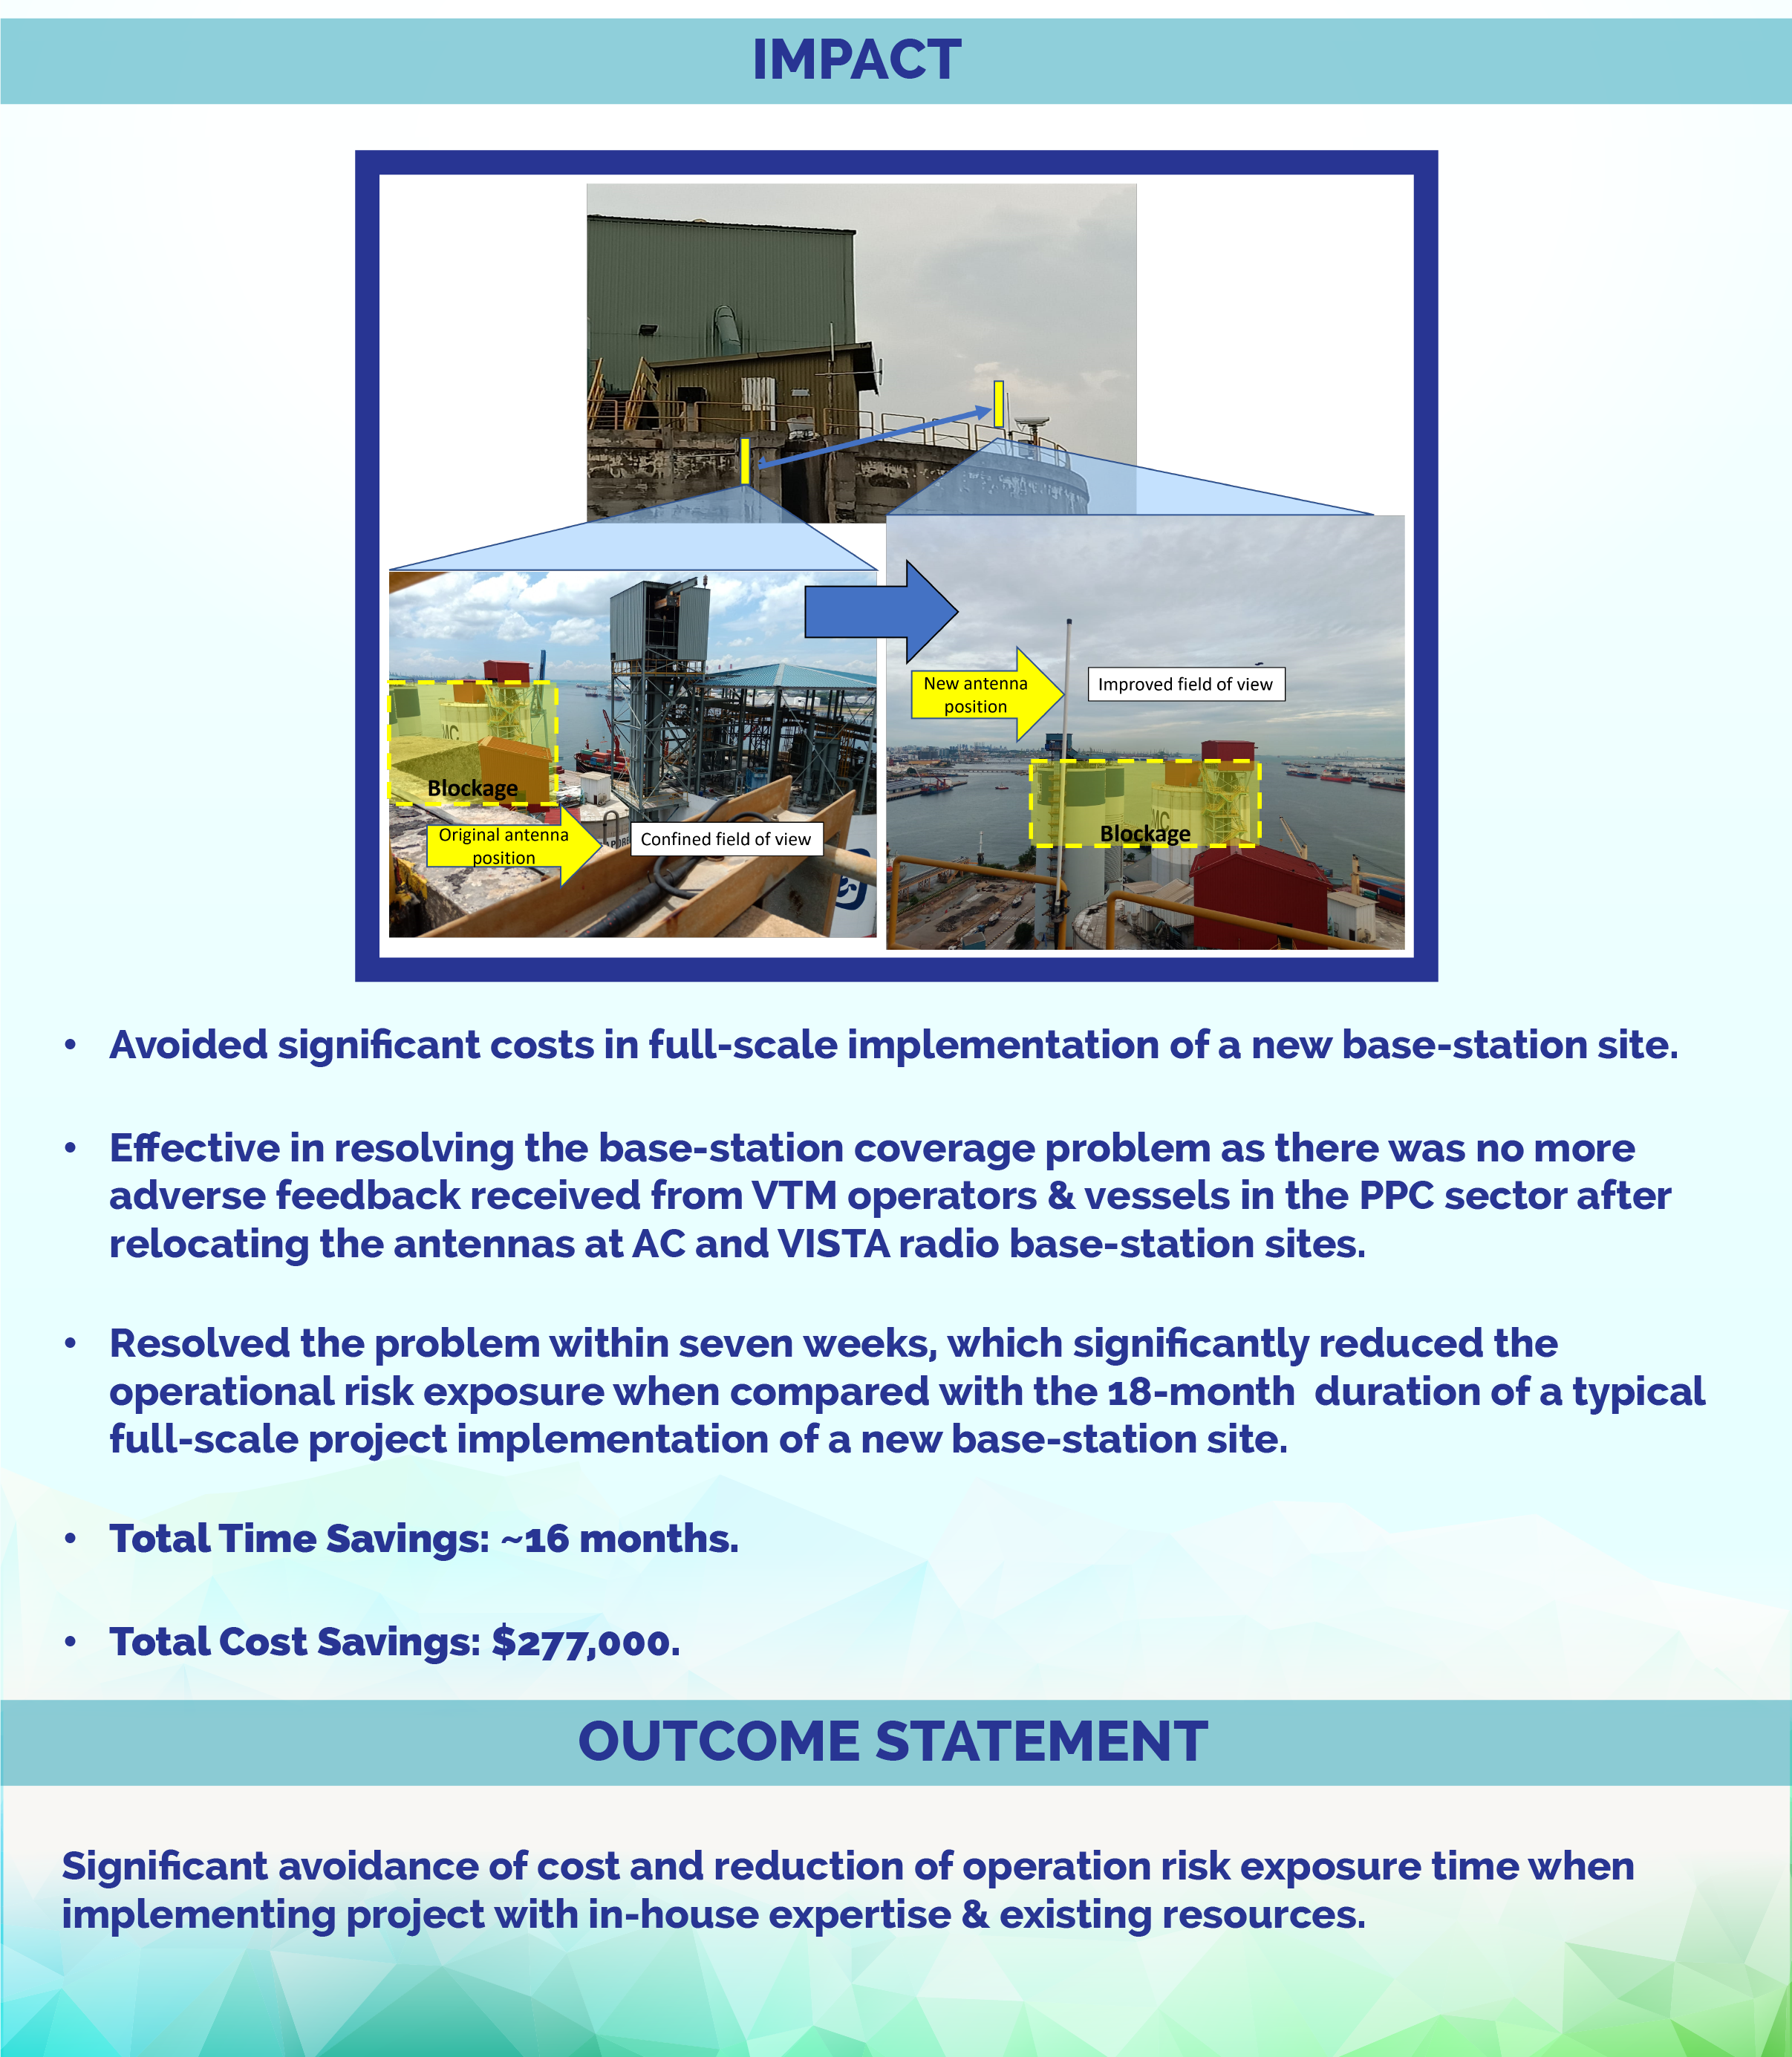 IMPACT
New antenna
position
Improved field of view
MC
Blockage
Original antenna
position
Confined field of view
MC
Blockage
• Avoided significant costs in full-scale implementation of a new base-station site.
• Effective in resolving the base-station coverage problem as there was no more
adverse feedback received from VTM operators & vessels in the PPC sector after
relocating the antennas at AC and VISTA radio base-station sites.
• Resolved the problem within seven weeks, which significantly reduced the
operational risk exposure when compared with the 18-month duration of a typical
full-scale project implementation of a new base-station site.
• Total Time Savings: ~16 months.
• Total Cost Savings: $277,000.
OUTCOME STATEMENT
Significant avoidance of cost and reduction of operation risk exposure time when
implementing project with in-house expertise & existing resources.